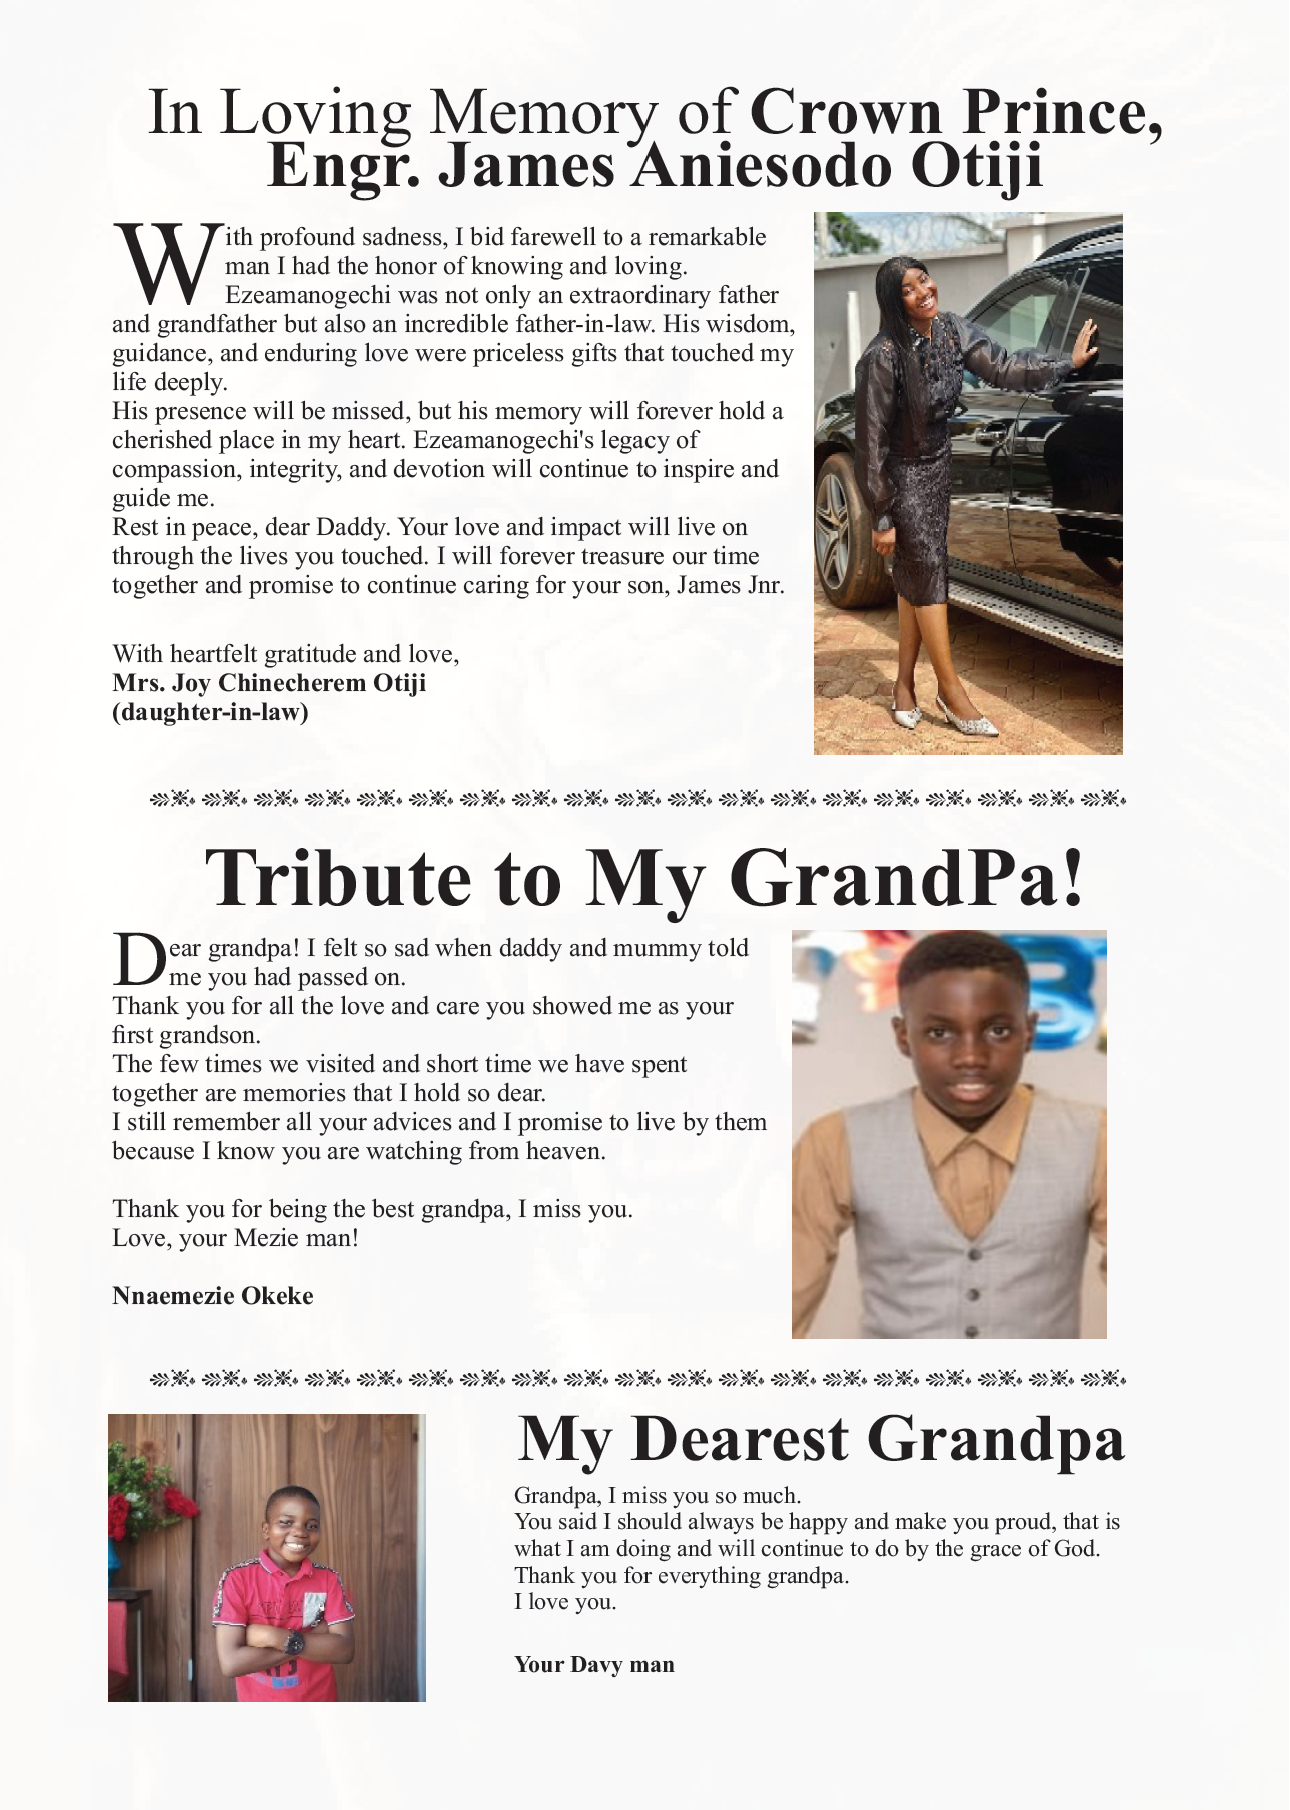 In Loving Memory of Crown Prince,
Engr. James Aniesodo Otiji
With profound sadness, I bid farewell to a remarkable
man I had the honor of knowing and loving.
Ezeamanogechi was not only an extraordinary father
and grandfather but also an incredible father-in-law. His wisdom,
guidance, and enduring love were priceless gifts that touched my
life deeply.
His presence will be missed, but his memory will forever hold a
cherished place in my heart. Ezeamanogechi's legacy of
compassion, integrity, and devotion will continue to inspire and
guide me.
Rest in peace, dear Daddy. Your love and impact will live on
through the lives you touched. I will forever treasure our time
together and promise to continue caring for your son, James Jnr.
With heartfelt gratitude and love,
Mrs. Joy Chinecherem Otiji
(daughter-in-law)
Tribute to My GrandPa!
Dear grandpa! I felt so sad when daddy and mummy told
me you had passed on.
Thank you for all the love and care you showed me as your
first grandson.
The few times we visited and short time we have spent
together are memories that I hold so dear.
I still remember all your advices and I promise to live by them
because I know you are watching from heaven.
Thank you for being the best grandpa, I miss you.
Love, your Mezie man!
Nnaemezie Okeke
My Dearest Grandpa
Grandpa, I miss you so much.
You said I should always be happy and make you proud, that is
what I am doing and will continue to do by the grace of God.
Thank you for everything grandpa.
I love you.
Your Davy man